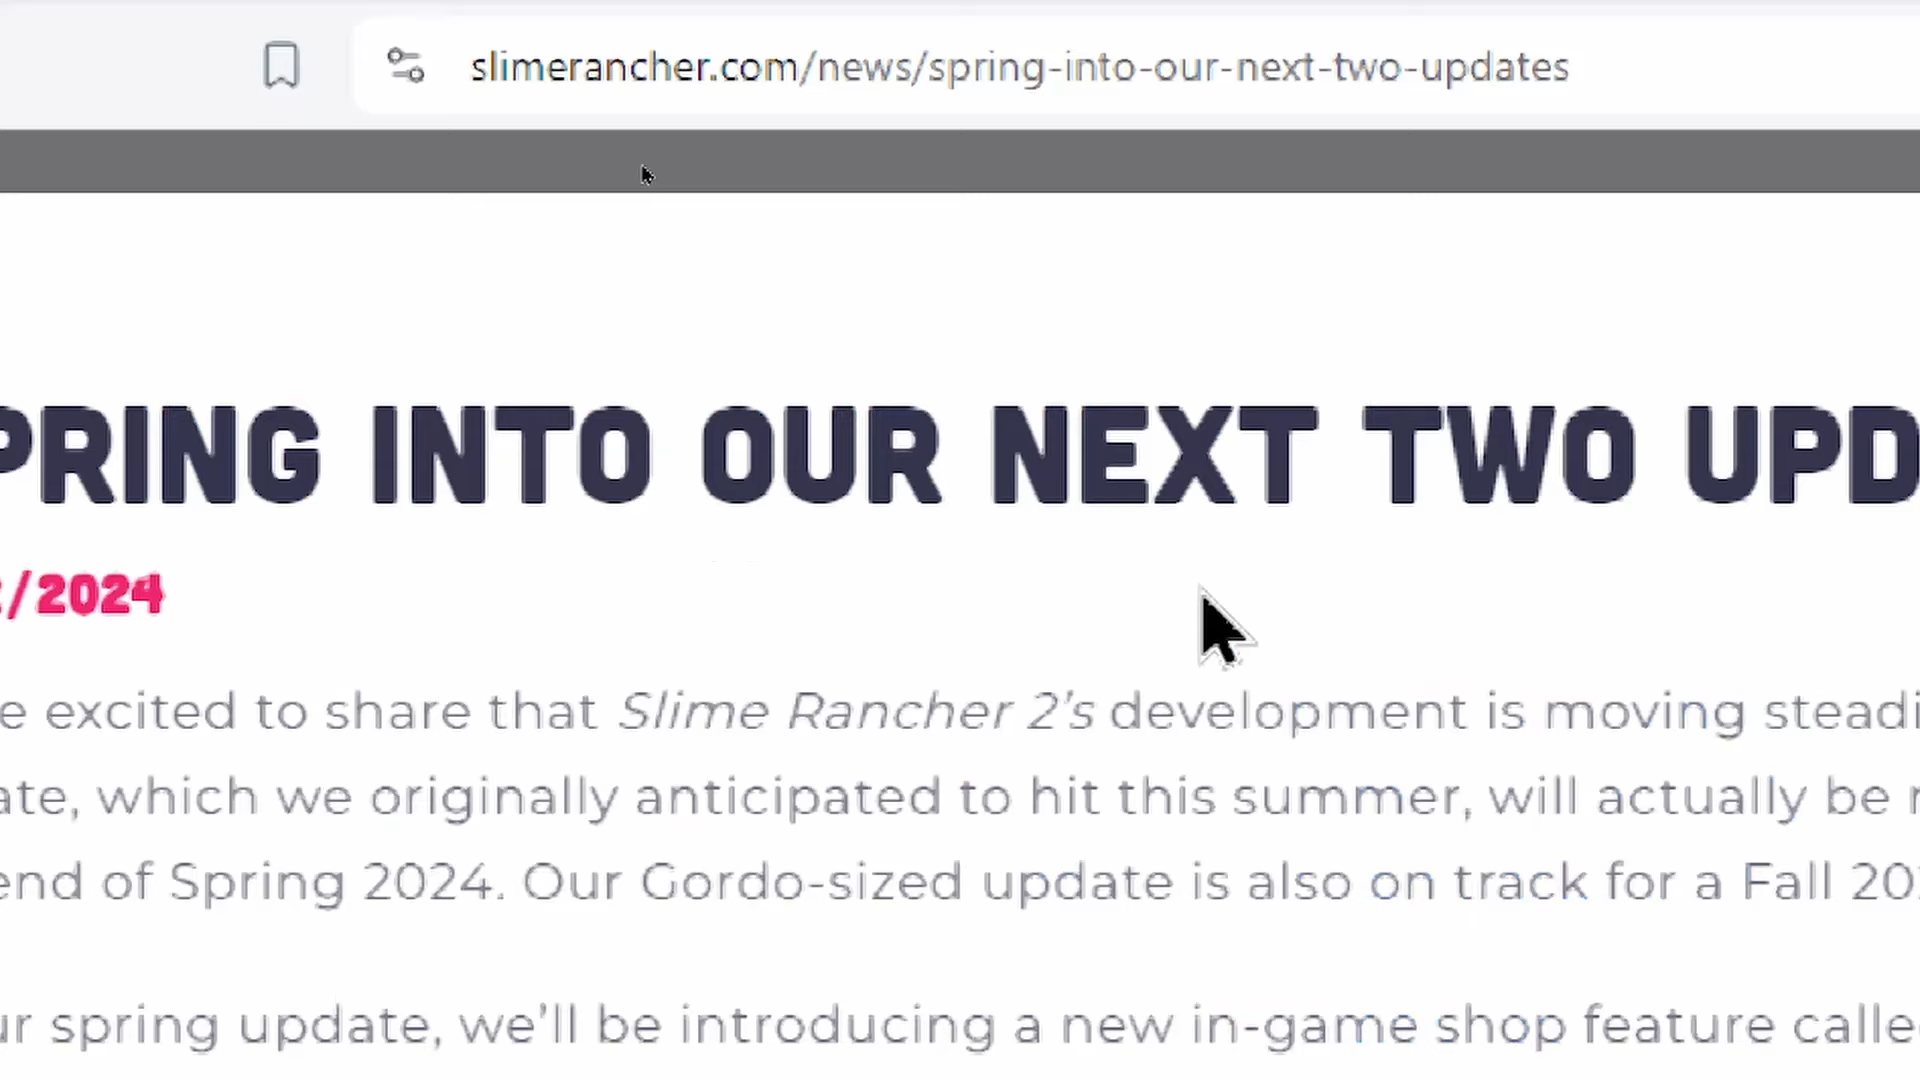 slimerancher.com/news/spring-into-our-next-two-updates
PRING INTO OUR NEXT TWO UPD
/2024
e excited to share that Slime Rancher 2's development is moving steadi
ate, which we originally anticipated to hit this summer, will actually be
end of Spring 2024. Our Gordo-sized update is also on track for a Fall 20
ur spring update, we'll be introducing a new in-game shop feature calle